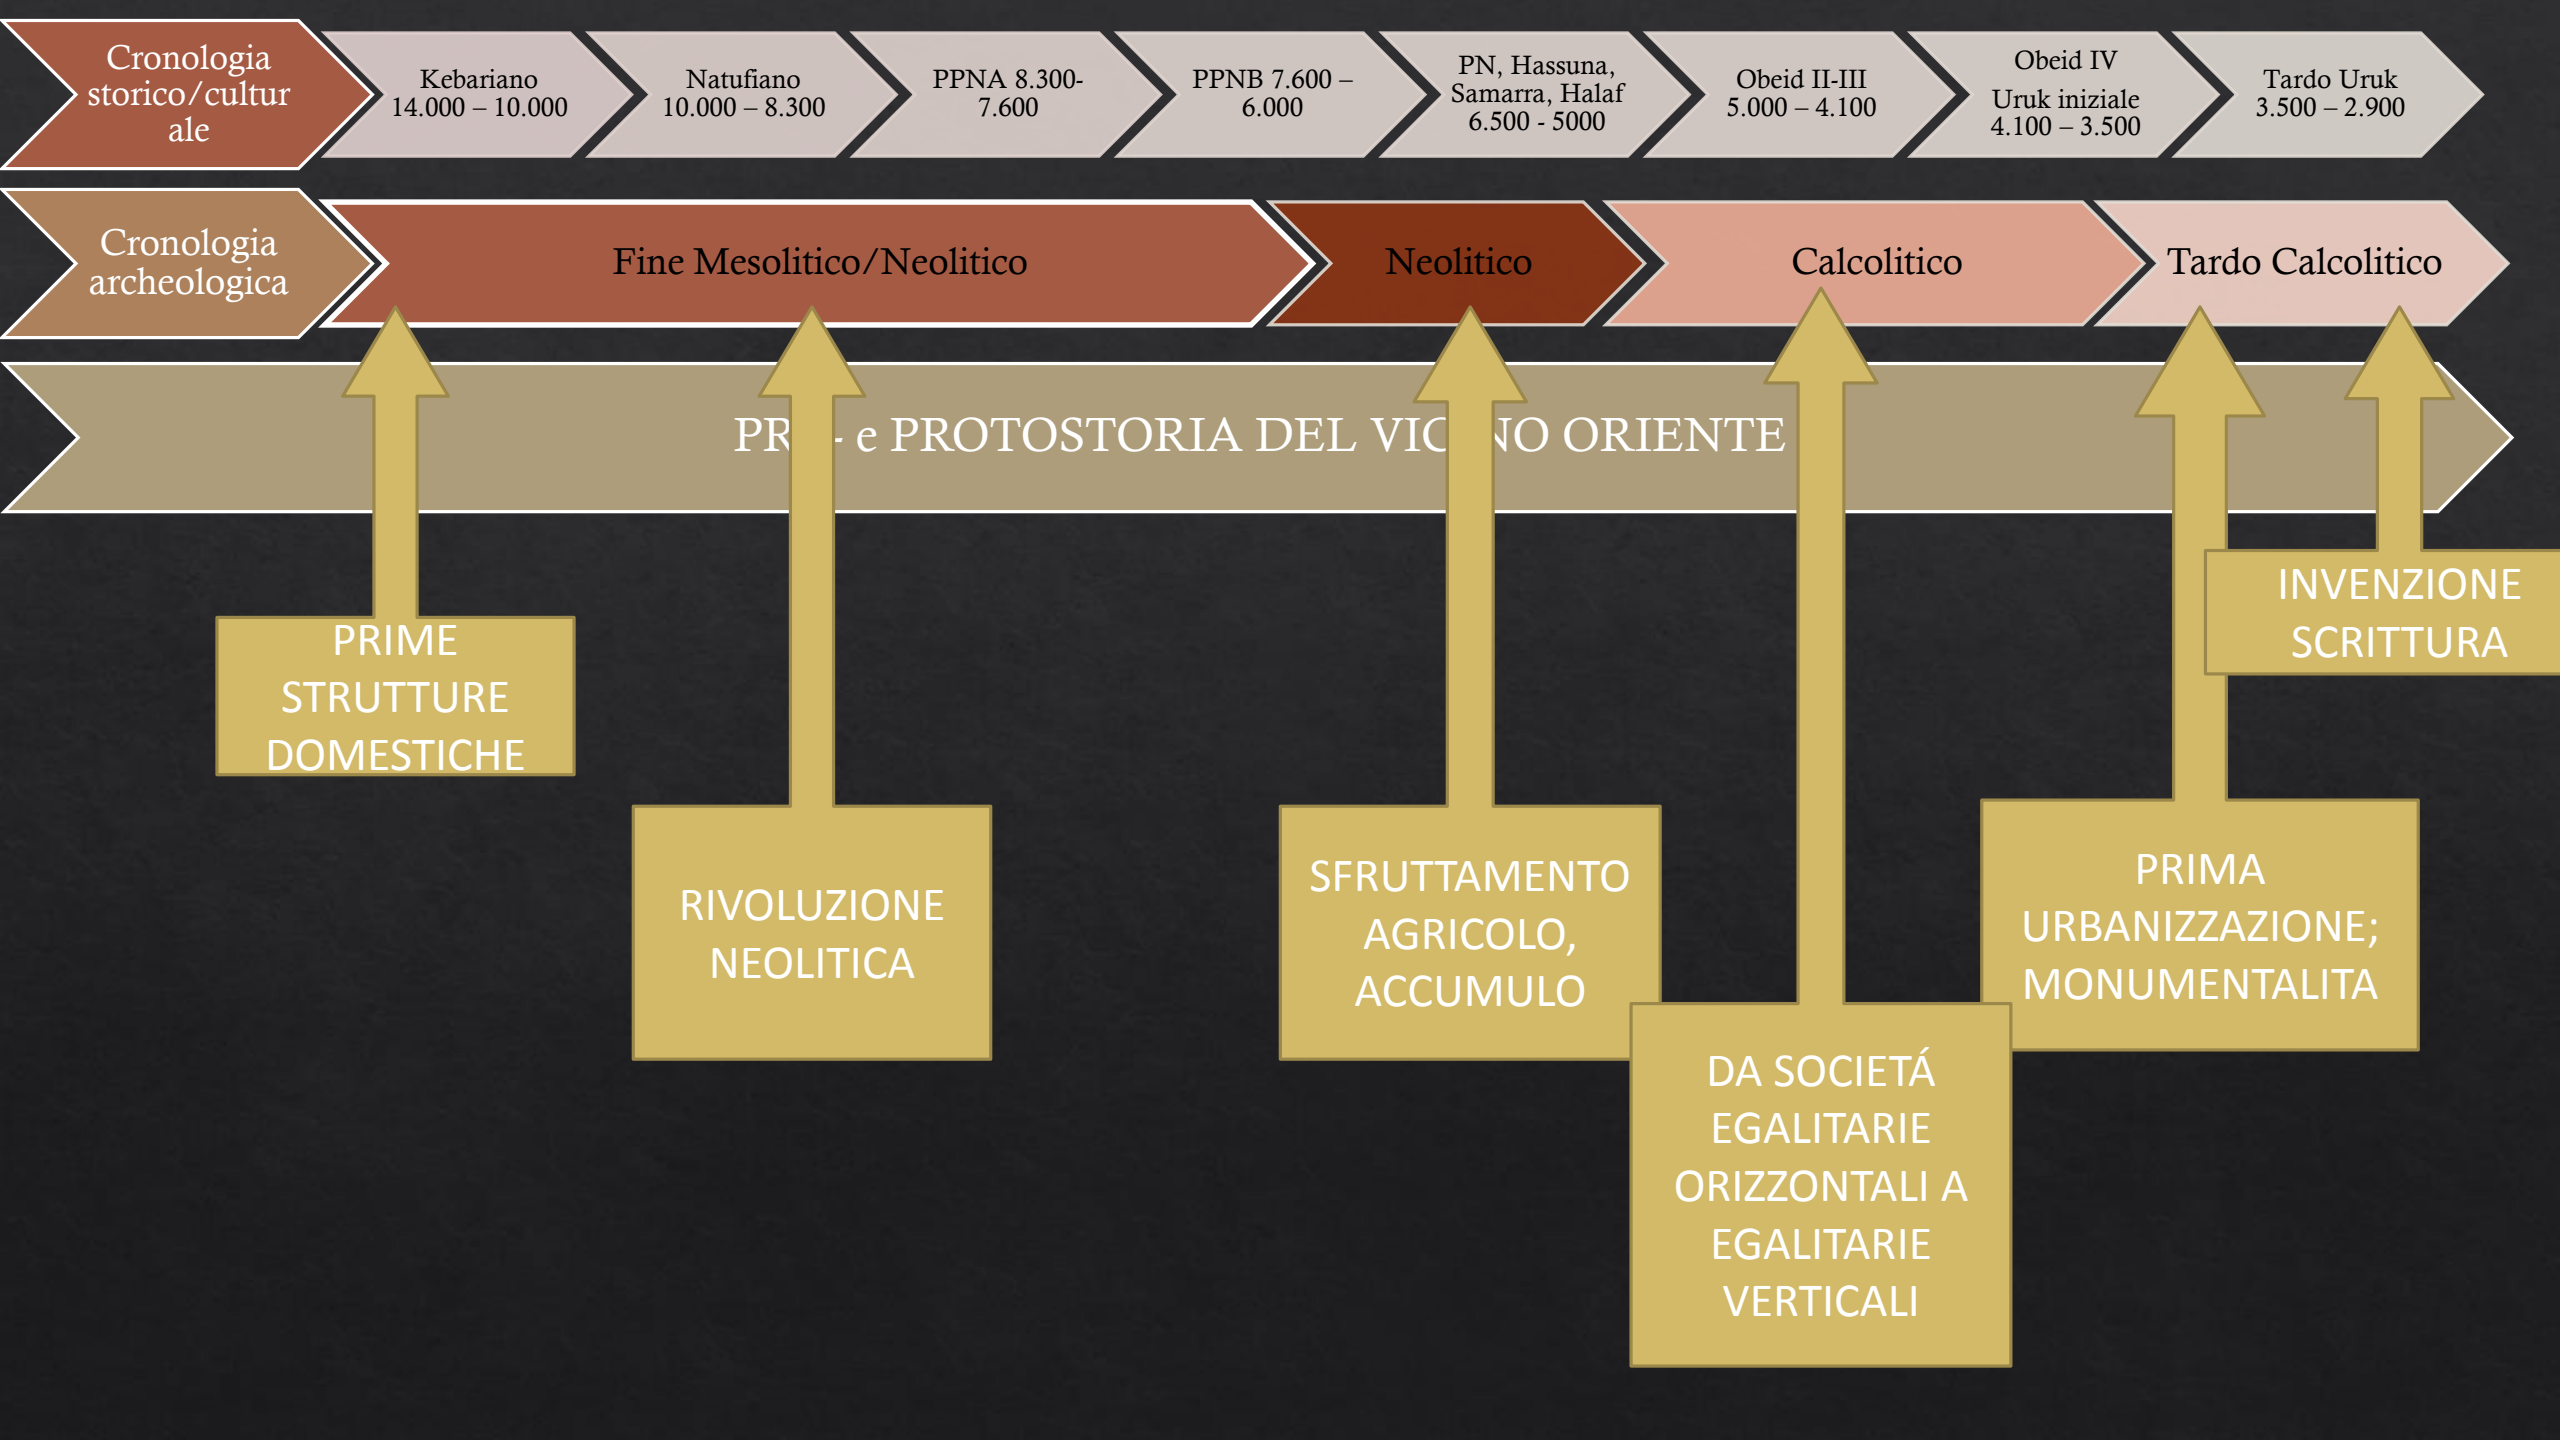 Cronologia
storico/cultur
ale
Kebariano
14.000 – 10.000
Natufiano
10.000 – 8.300
PPNA 8.300-
7.600
PPNB 7.600 –
6.000
PN, Hassuna,
Samarra, Halaf
6.500 - 5000
Obeid II-III
5.000 – 4.100
Obeid IV
Uruk iniziale
4.100 – 3.500
Tardo Uruk
3.500 – 2.900
Cronologia
archeologica
Fine Mesolitico/Neolitico
Neolitico
Calcolitico
Tardo Calcolitico
e PROTOSTORIA DEL ORIENTE
PRIME
STRUTTURE
DOMESTICHE
RIVOLUZIONE
NEOLITICA
SFRUTTAMENTO
AGRICOLO,
ACCUMULO
DA SOCIETÁ
EGALITARIE
ORIZZONTALI A
EGALITARIE
VERTICALI
PRIMA
URBANIZZAZIONE;
MONUMENTALITA
INVENZIONE
SCRITTURA